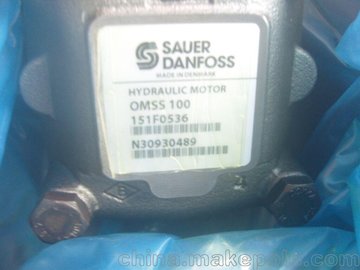 SAUER
DANFOSS
MADE IN DENMARK
HYDRAULIC MOTOR
OMSS 100
151F0536
N30930489
china.makepolo.com